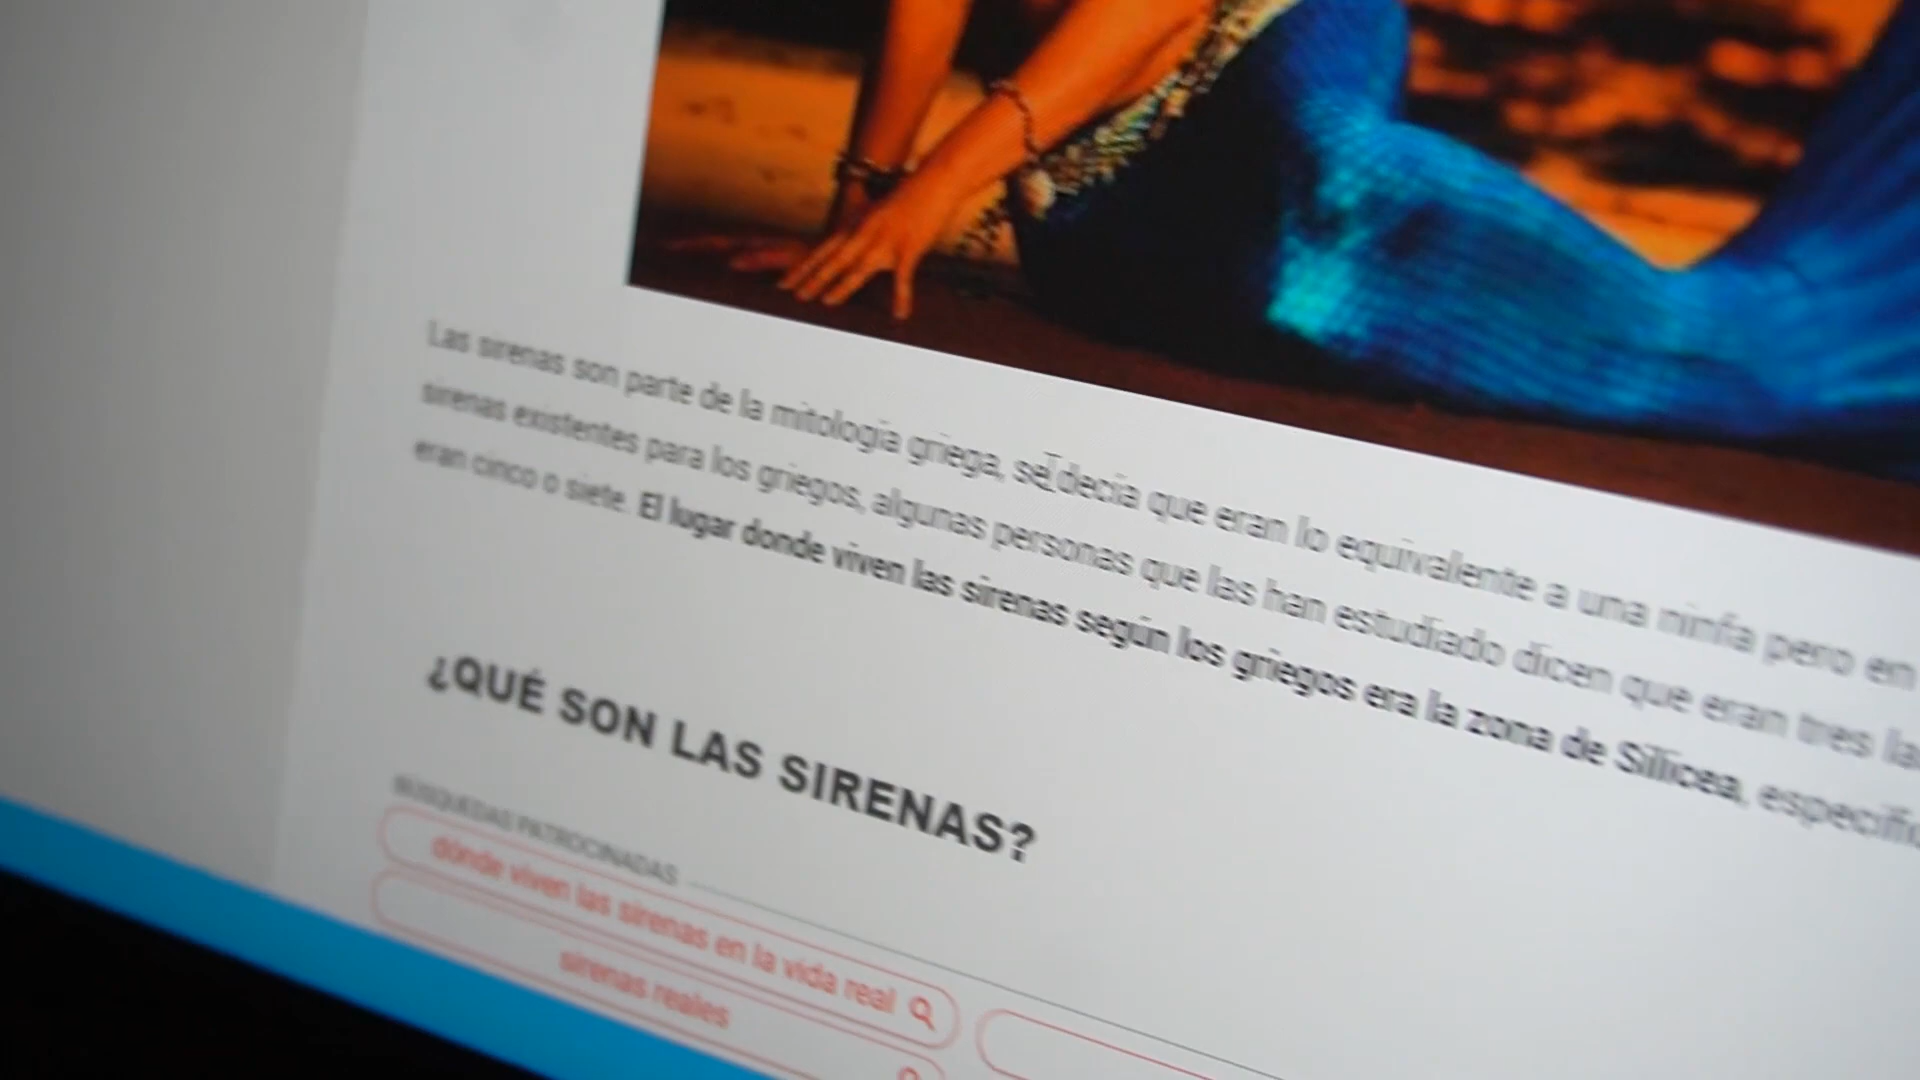 Las sirenas son parte de la mitología griega, se decía que eran lo equivalente a una ninfa pero en
sirenas existentes para los griegos, algunas personas que las han estudiado dicen que eran tres la
eran cinco o siete. El lugar donde viven las sirenas según los griegos era la zona de Sillicea, específic
¿QUÉ SON LAS SIRENAS?
BÚSQUEDAS PATROCINADAS
dónde viven las sirenas en la vida real
sirenas reales